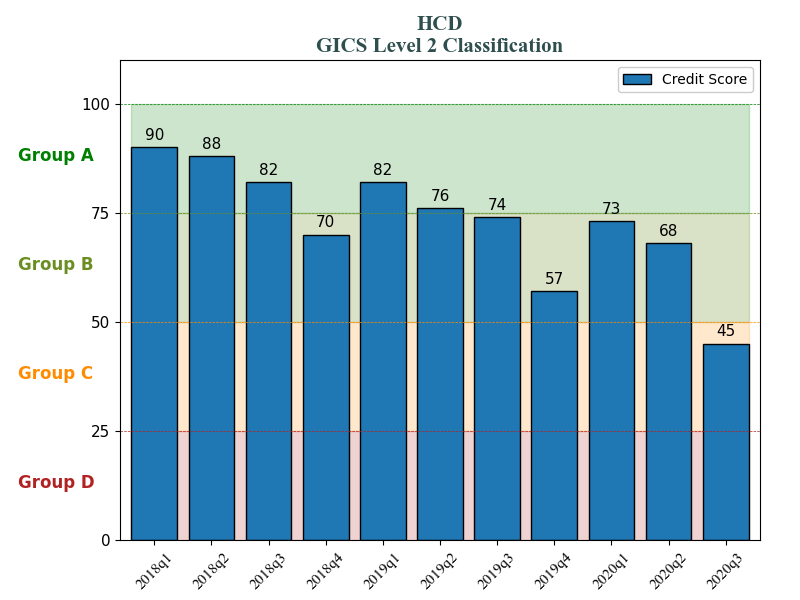 HCD
GICS Level 2 Classification
Credit Score
100
75
50
25
0
Group A
Group B
Group C
Group D
90
88
82
70
82
76
74
57
73
68
45
2018q1
2018q2
2018q3
2018q4
2019q1
2019q2
2019q3
2019q4
2020q1
2020q2
2020q3